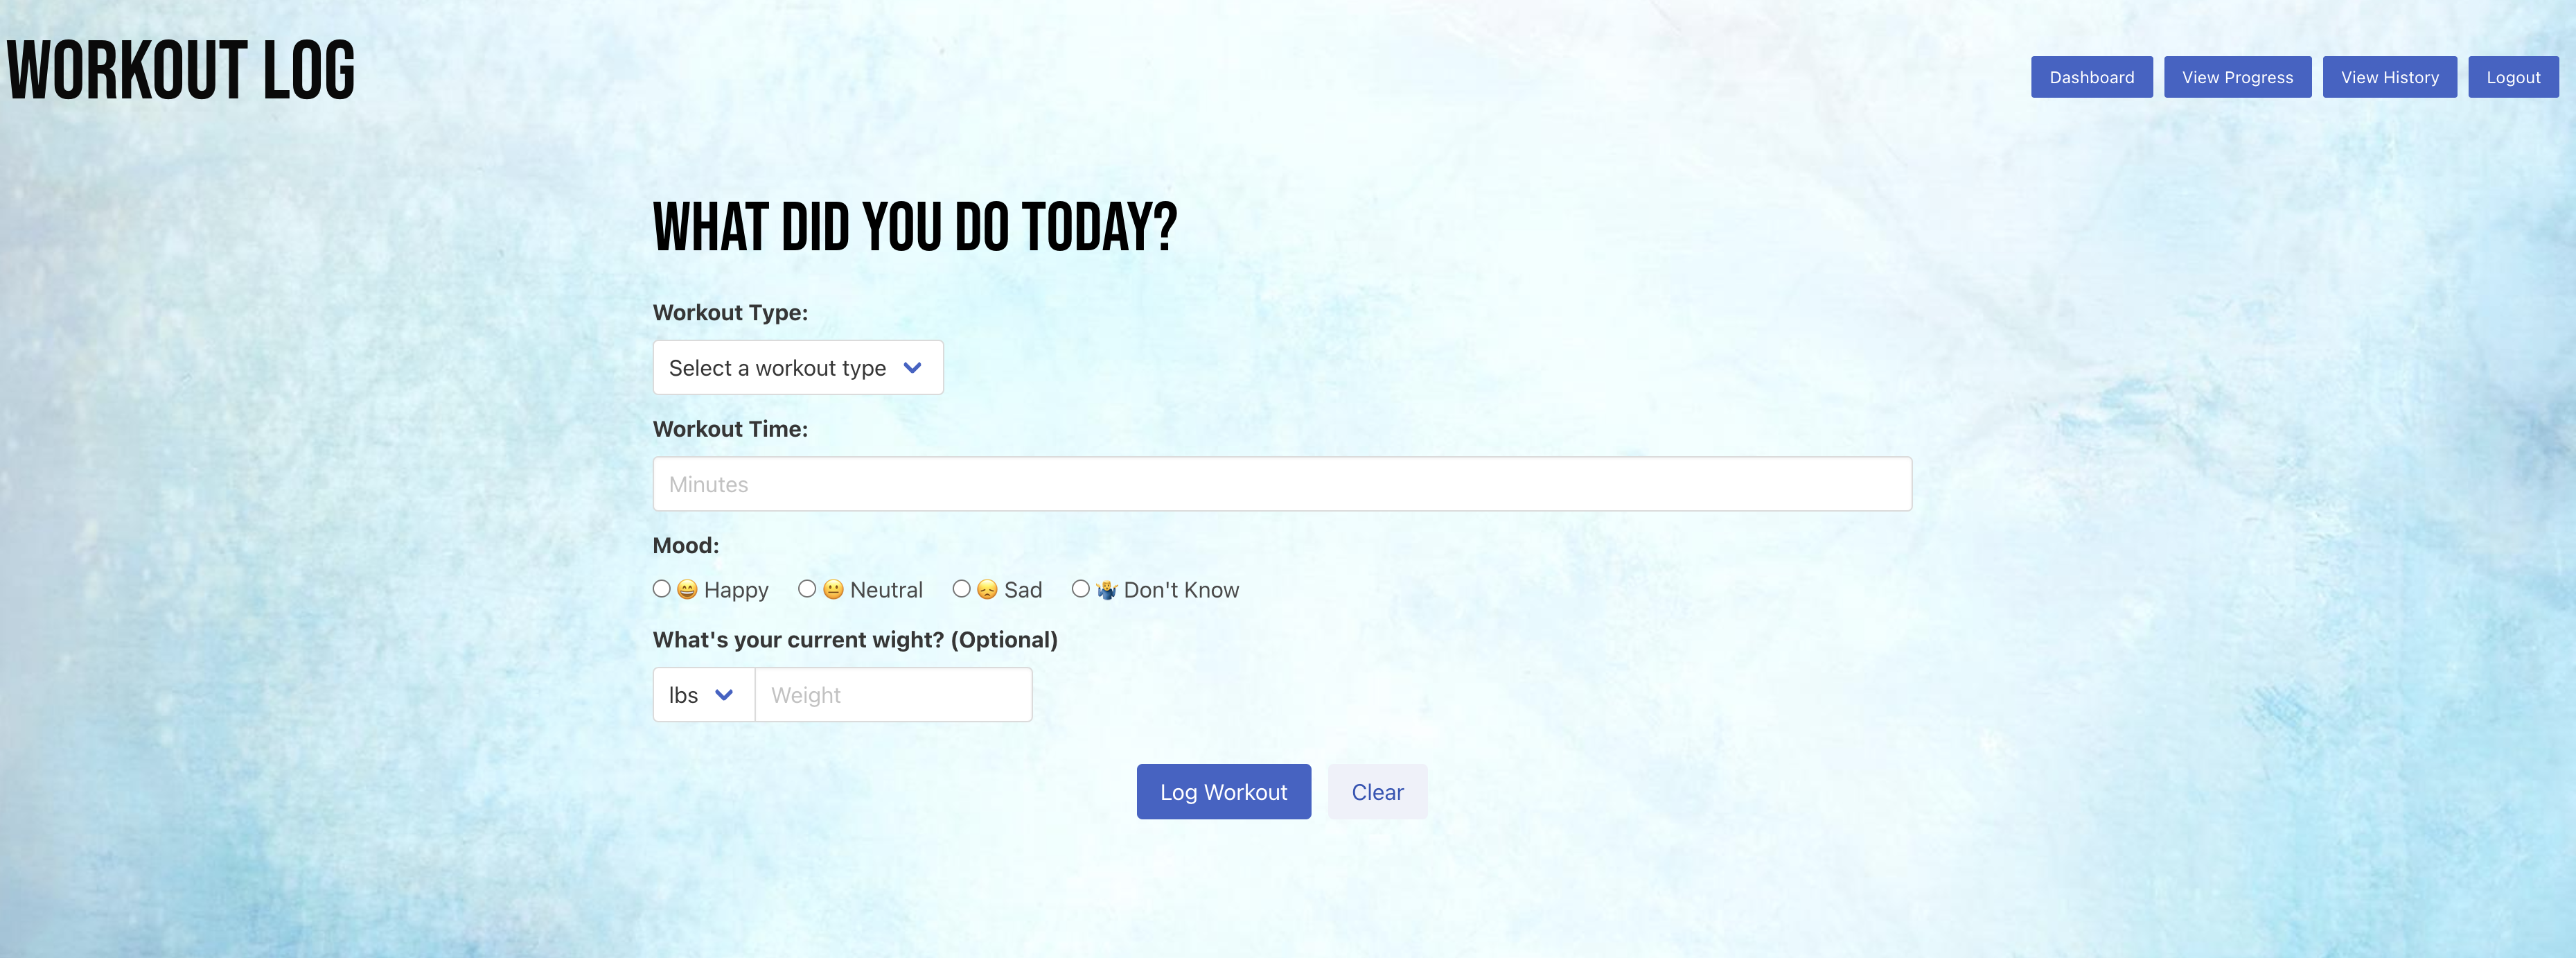 WORKOUT LOG
Dashboard View Progress View History Logout
WHAT DID YOU DO TODAY?
Workout Type:
Select a workout type
Workout Time:
Minutes
Mood:
😄 Happy 😐 Neutral 😞 Sad 🤷‍♂️ Don't Know
What's your current wight? (Optional)
lbs Weight
Log Workout Clear